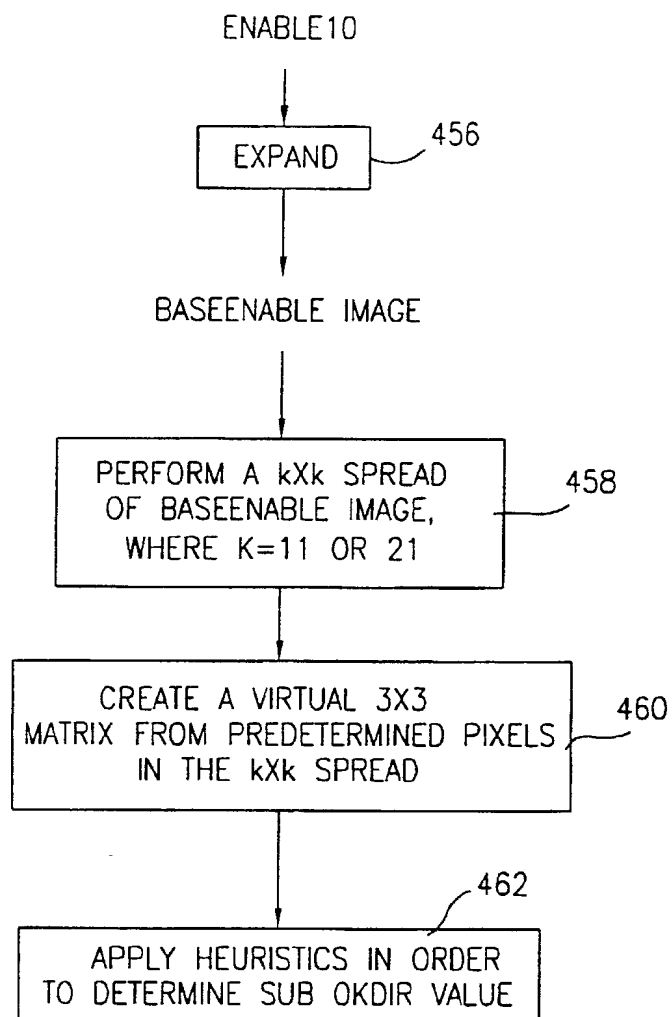 ENABLE10
EXPAND
456
BASEENABLE IMAGE
PERFORM A kXk SPREAD
OF BASEENABLE IMAGE,
WHERE K=11 OR 21
458
CREATE A VIRTUAL 3X3
MATRIX FROM PREDETERMINED PIXELS
IN THE kXk SPREAD
460
462
APPLY HEURISTICS IN ORDER
TO DETERMINE SUB OKDIR VALUE